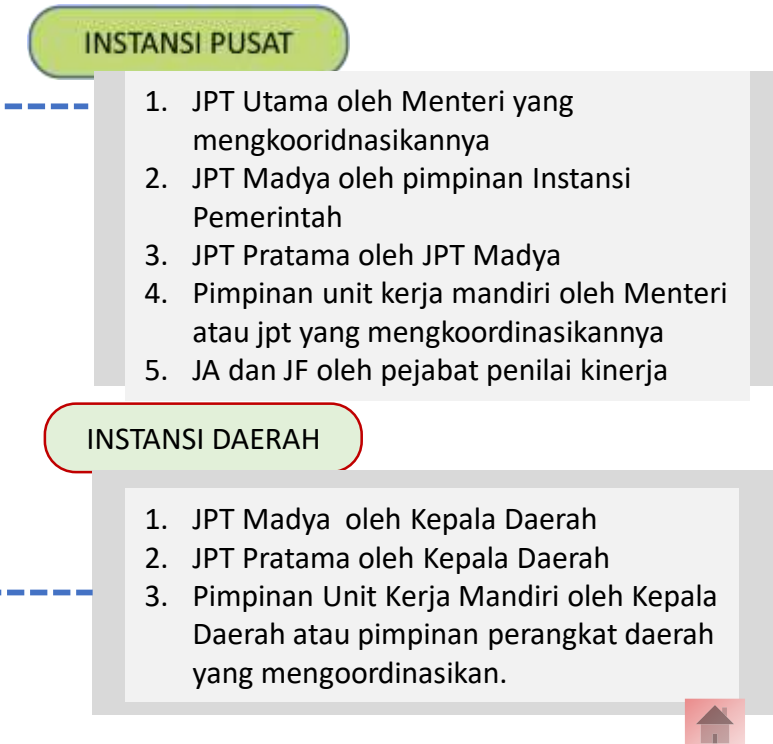 INSTANSI PUSAT
1. JPT Utama oleh Menteri yang
mengkooridnasikannya
2. JPT Madya oleh pimpinan Instansi
Pemerintah
3. JPT Pratama oleh JPT Madya
4. Pimpinan unit kerja mandiri oleh Menteri
atau jpt yang mengkoordinasikannya
5. JA dan JF oleh pejabat penilai kinerja
INSTANSI DAERAH
1. JPT Madya oleh Kepala Daerah
2. JPT Pratama oleh Kepala Daerah
3. Pimpinan Unit Kerja Mandiri oleh Kepala
Daerah atau pimpinan perangkat daerah
yang mengoordinasikan.